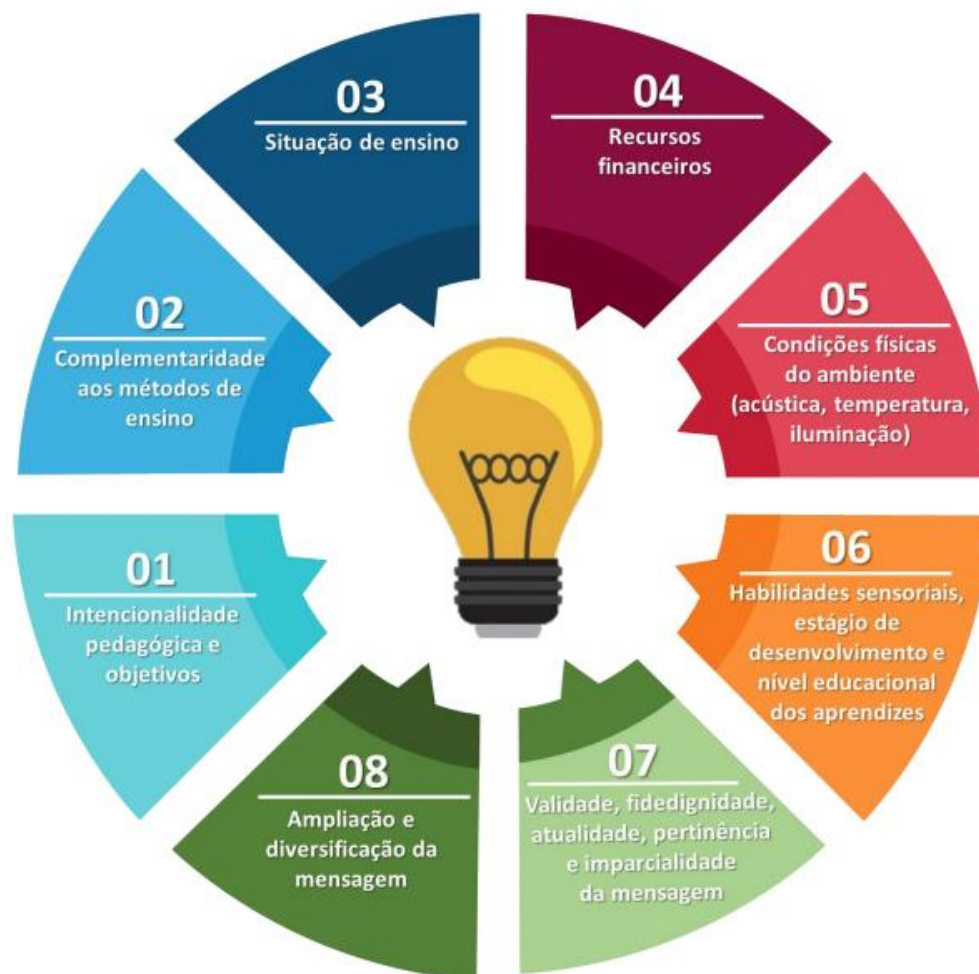 01
Intencionalidade
pedagógica e
objetivos
02
Complementaridade
aos métodos de
ensino
03
Situação de ensino
04
Recursos
financeiros
05
Condições físicas
do ambiente
(acústica, temperatura,
iluminação)
06
Habilidades sensoriais,
estágio de
desenvolvimento e
nível educacional
dos aprendizes
07
Validade, fidedignidade,
atualidade, pertinência
e imparcialidade
da mensagem
08
Ampliação e
diversificação da
mensagem